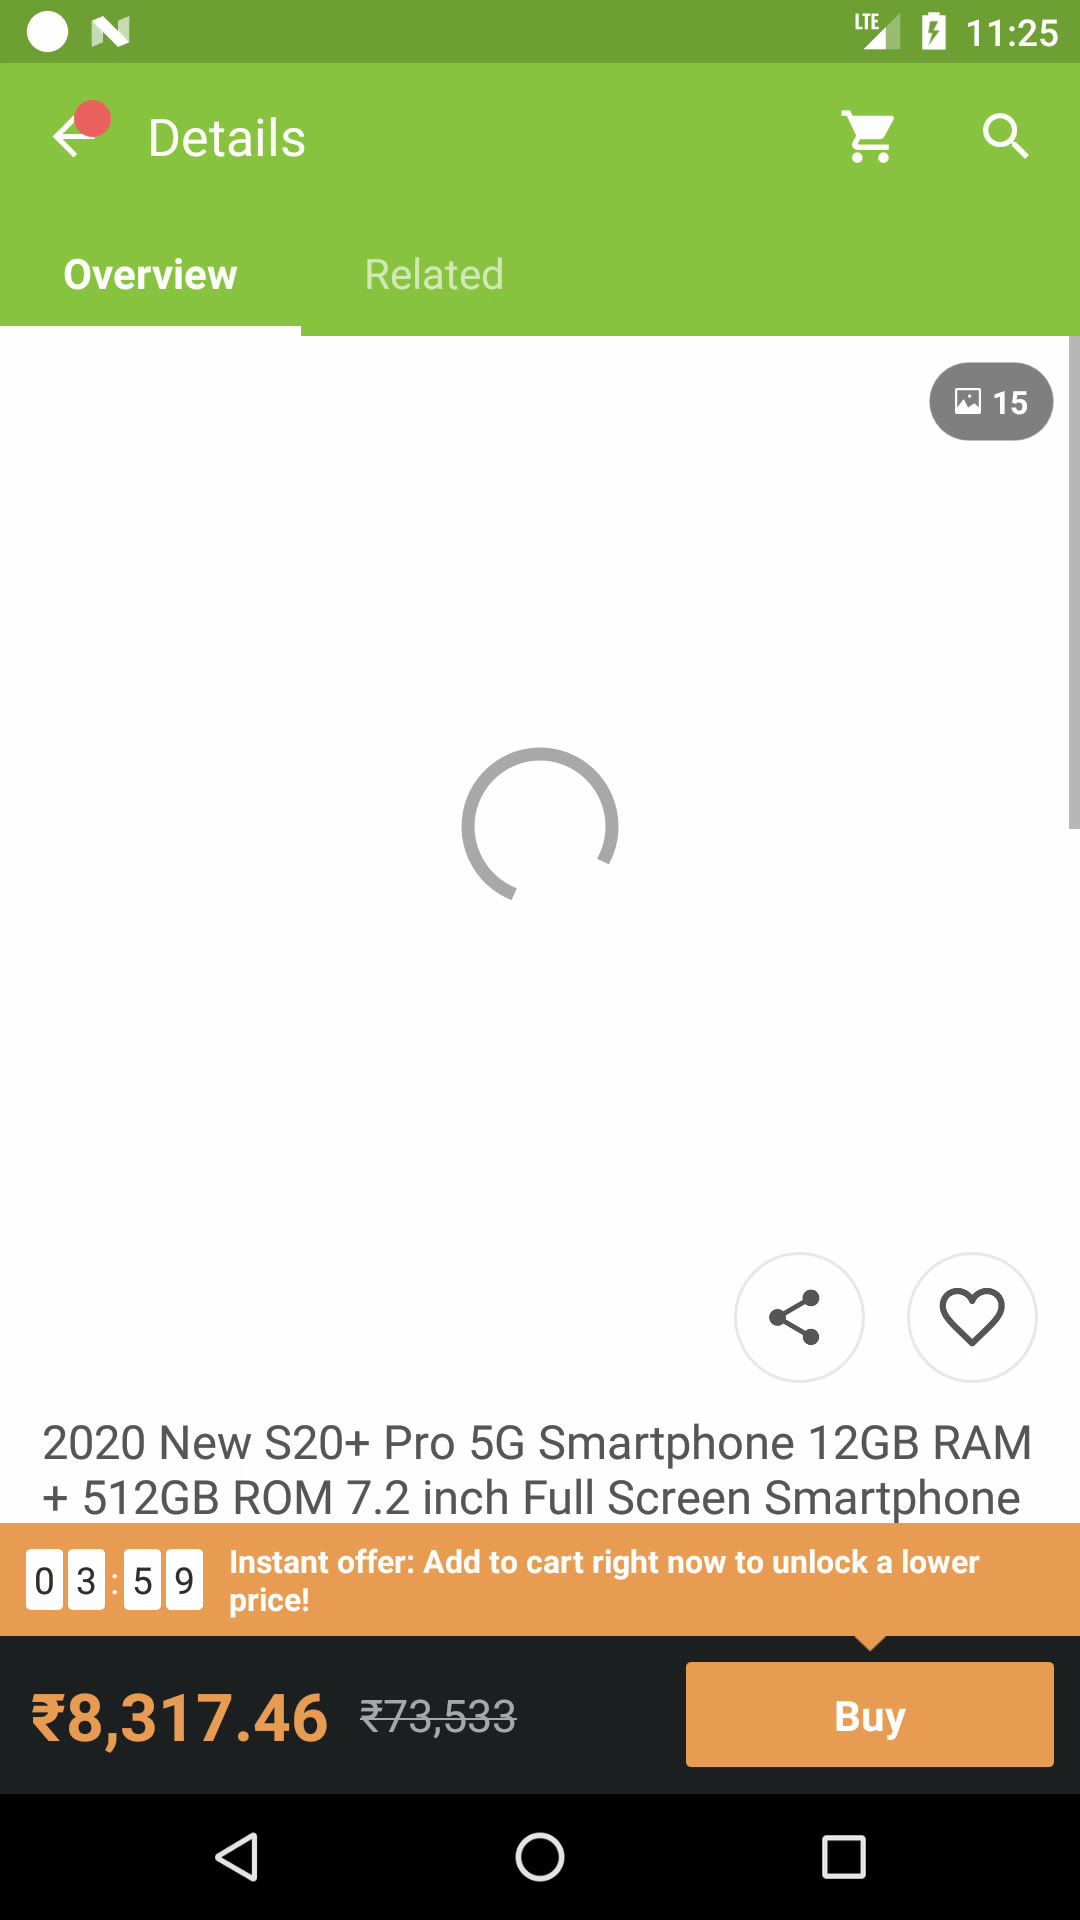 LTE 11:25
Details
Overview Related
15
2020 New S20+ Pro 5G Smartphone 12GB RAM
+ 512GB ROM 7.2 inch Full Screen Smartphone
03:59
Instant offer: Add to cart right now to unlock a lower
price!
₹8,317.46 ₹73,533
Buy